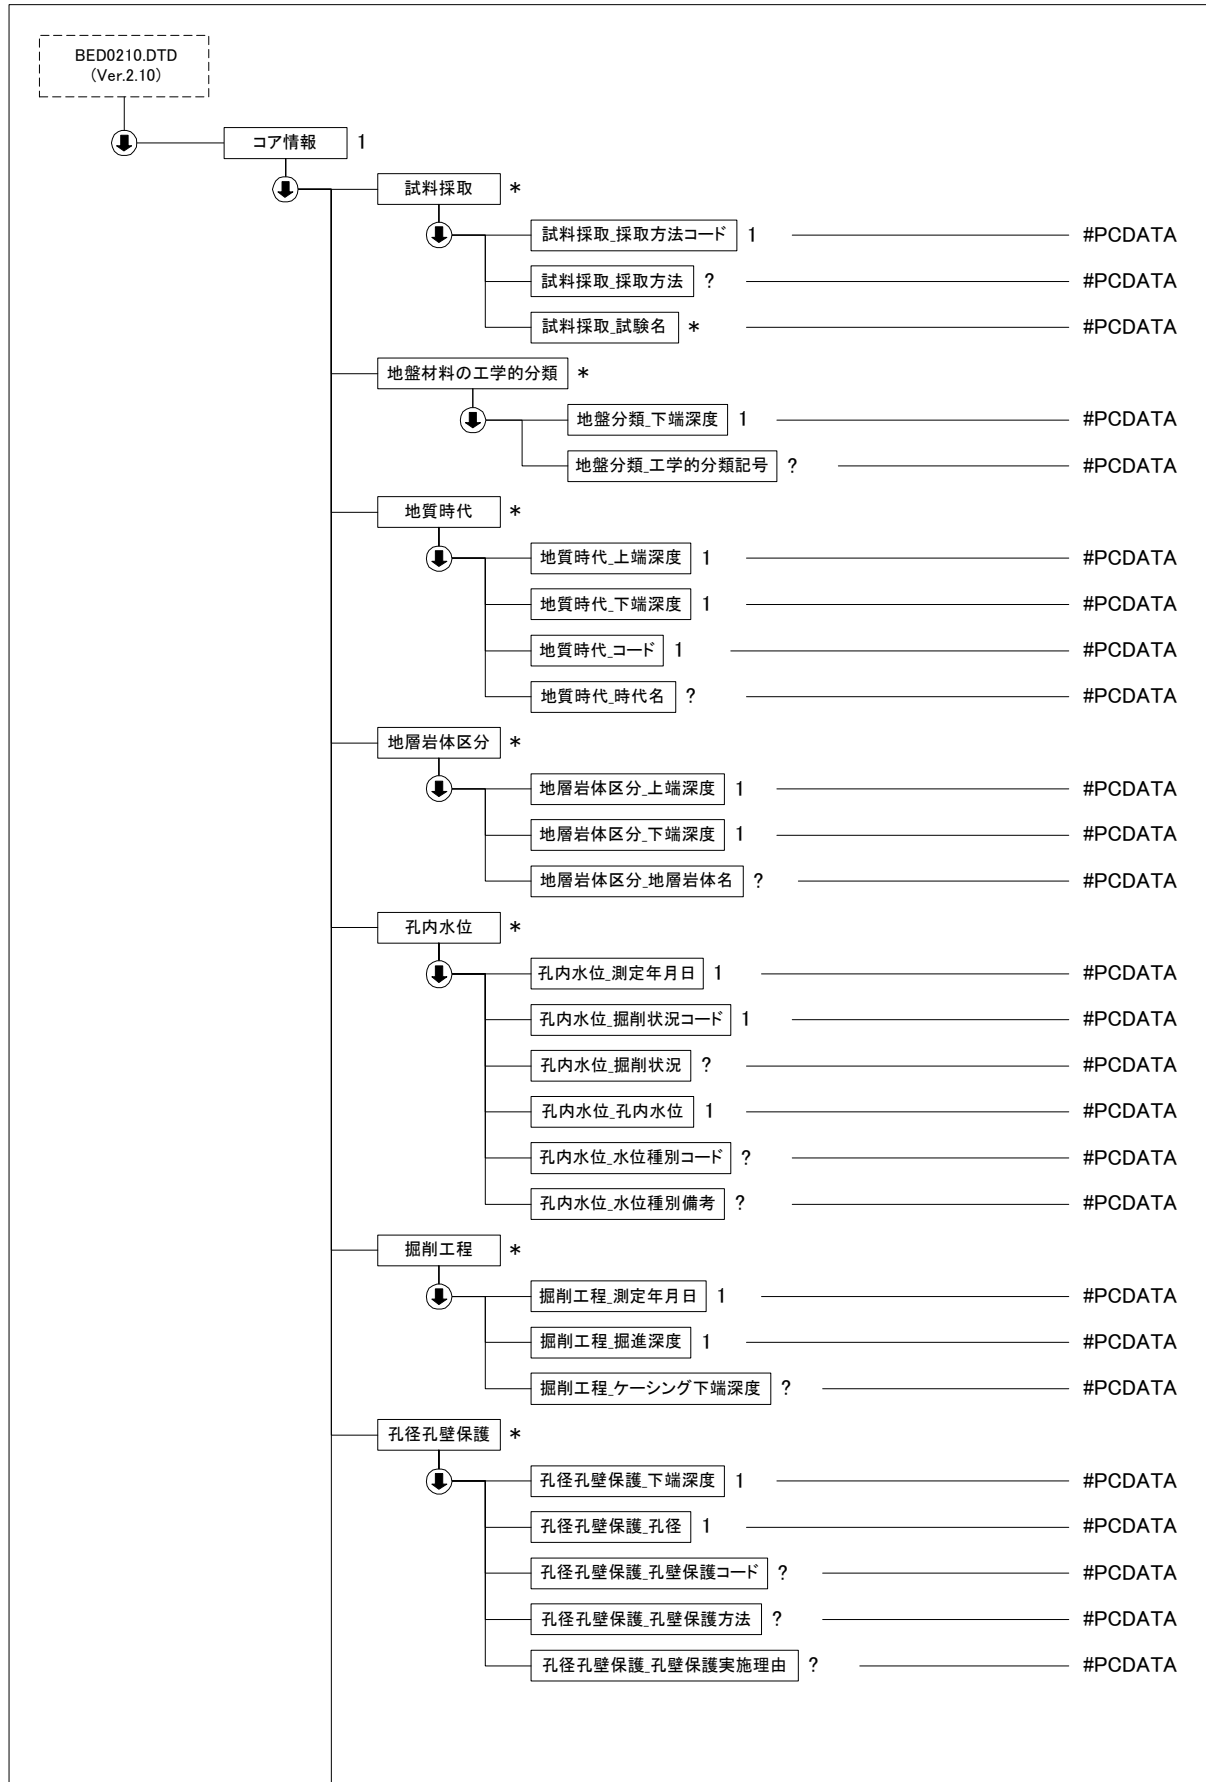 BED0210.DTD
(Ver.2.10)
コア情報 1
試料採取 *
試料採取_採取方法コード 1 #PCDATA
試料採取_採取方法 ? #PCDATA
試料採取_試験名 * #PCDATA
地盤材料の工学的分類 *
地盤分類_下端深度 1 #PCDATA
地盤分類_工学的分類記号 ? #PCDATA
地質時代 *
地質時代_上端深度 1 #PCDATA
地質時代_下端深度 1 #PCDATA
地質時代_コード 1 #PCDATA
地質時代_時代名 ? #PCDATA
地層岩体区分 *
地層岩体区分_上端深度 1 #PCDATA
地層岩体区分_下端深度 1 #PCDATA
地層岩体区分_地層岩体名 ? #PCDATA
孔内水位 *
孔内水位_測定年月日 1 #PCDATA
孔内水位_掘削状況コード 1 #PCDATA
孔内水位_掘削状況 ? #PCDATA
孔内水位_孔内水位 1 #PCDATA
孔内水位_水位種別コード ? #PCDATA
孔内水位_水位種別備考 ? #PCDATA
掘削工程 *
掘削工程_測定年月日 1 #PCDATA
掘削工程_掘進深度 1 #PCDATA
掘削工程_ケーシング下端深度 ? #PCDATA
孔径孔壁保護 *
孔径孔壁保護_下端深度 1 #PCDATA
孔径孔壁保護_孔径 1 #PCDATA
孔径孔壁保護_孔壁保護コード ? #PCDATA
孔径孔壁保護_孔壁保護方法 ? #PCDATA
孔径孔壁保護_孔壁保護実施理由 ? #PCDATA